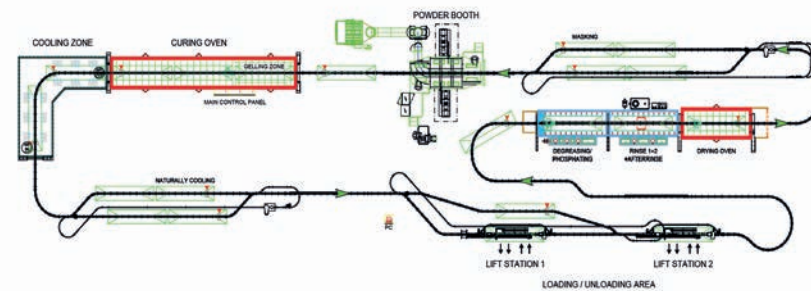 POWDER BOOTH
COOLING ZONE
CURING OVEN
MASKING
GELLING ZONE
MAIN CONTROL PANEL
DEGREASING/
PHOSPHATING
RINSE 1+2
+AFTERRINSE
DRYING OVEN
NATURALLY COOLING
LIFT STATION 1
LIFT STATION 2
LOADING / UNLOADING AREA